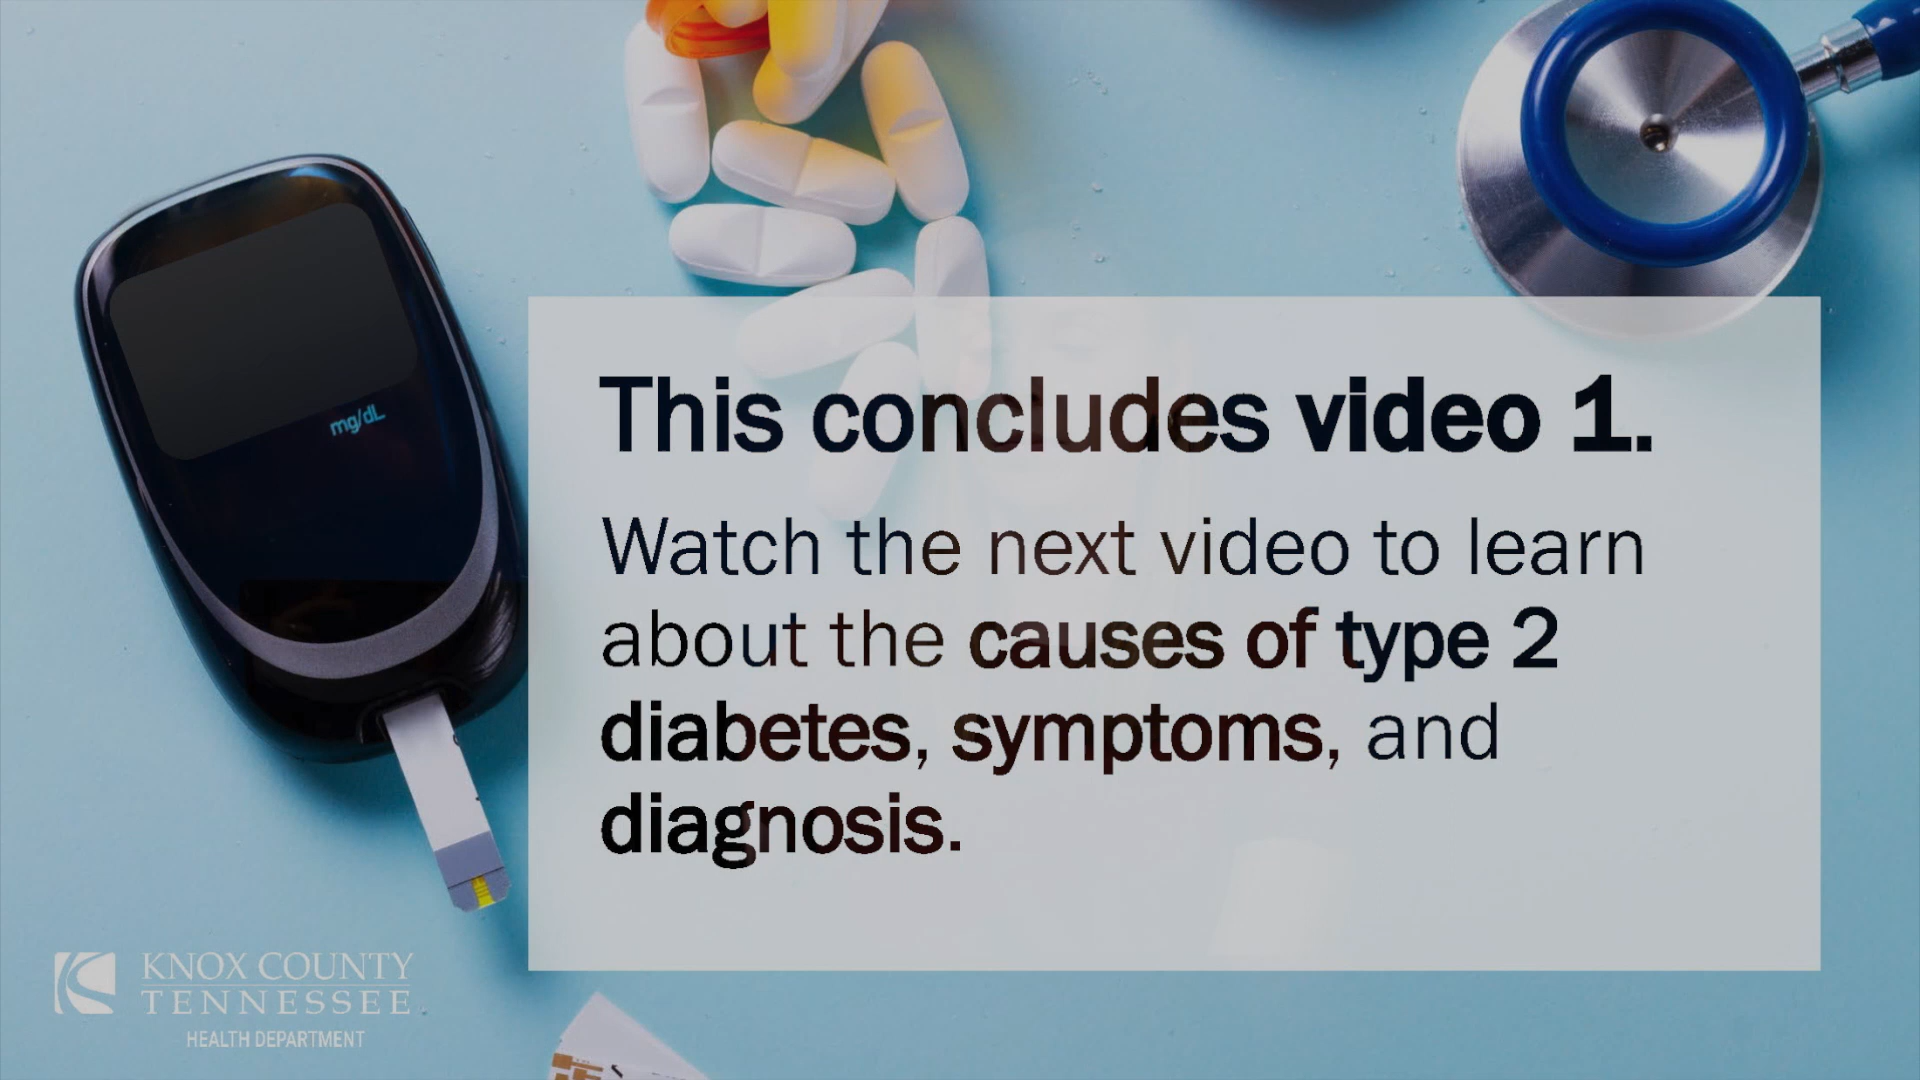 mg/dL
This concludes video 1.
Watch the next video to learn
about the causes of type 2
diabetes, symptoms, and
diagnosis.
KNOX COUNTY
TENNESSEE
HEALTH DEPARTMENT